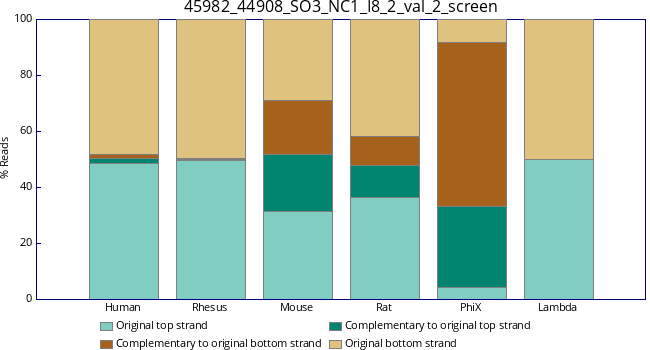 45982_44908_SO3_NC1_I8_2_val_2_screen
100
80
60
40
20
0
% Reads
Human Rhesus Mouse Rat PhiX Lambda
Original top strand Complementary to original top strand
Complementary to original bottom strand Original bottom strand